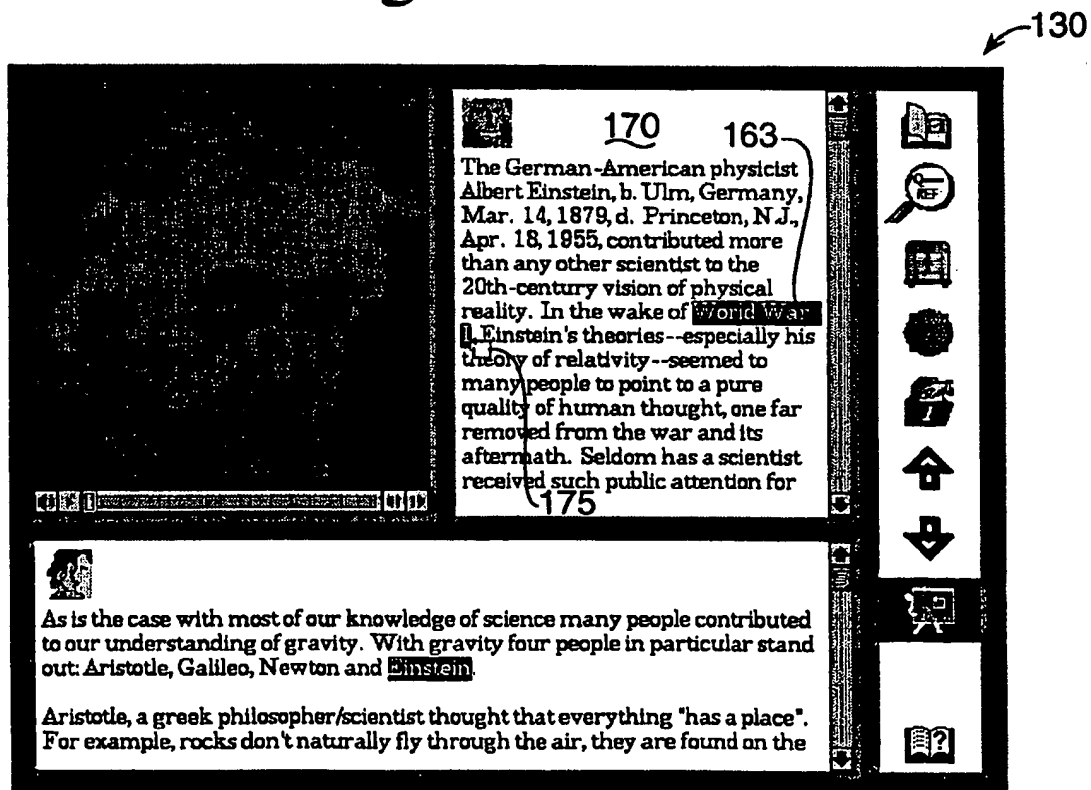 130
170
163
The German-American physicist
Albert Einstein, b. Ulm, Germany,
Mar. 14, 1879, d. Princeton, N.J.,
Apr. 18, 1955, contributed more
than any other scientist to the
20th-century vision of physical
reality. In the wake of World War
I, Einstein's theories--especially his
theory of relativity--seemed to
many people to point to a pure
quality of human thought, one far
removed from the war and its
aftermath. Seldom has a scientist
received such public attention for
175
REF
As is the case with most of our knowledge of science many people contributed
to our understanding of gravity. With gravity four people in particular stand
out: Aristotle, Galileo, Newton and Einstein.
Aristotle, a greek philosopher/scientist thought that everything "has a place".
For example, rocks don't naturally fly through the air, they are found on the
?